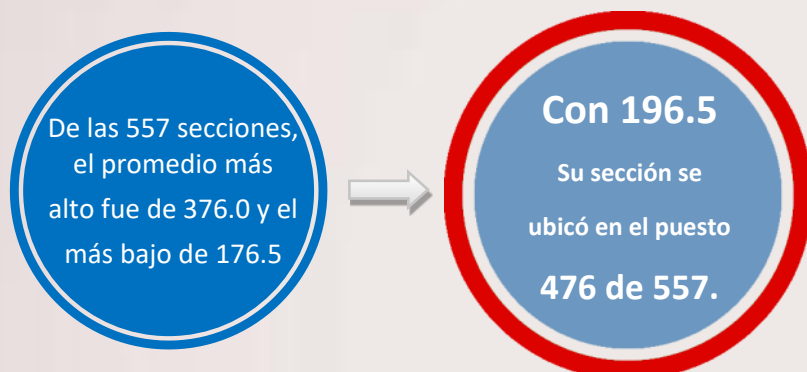 De las 557 secciones,
el promedio más
alto fue de 376.0 y el
más bajo de 176.5
Con 196.5
Su sección se
ubicó en el puesto
476 de 557.